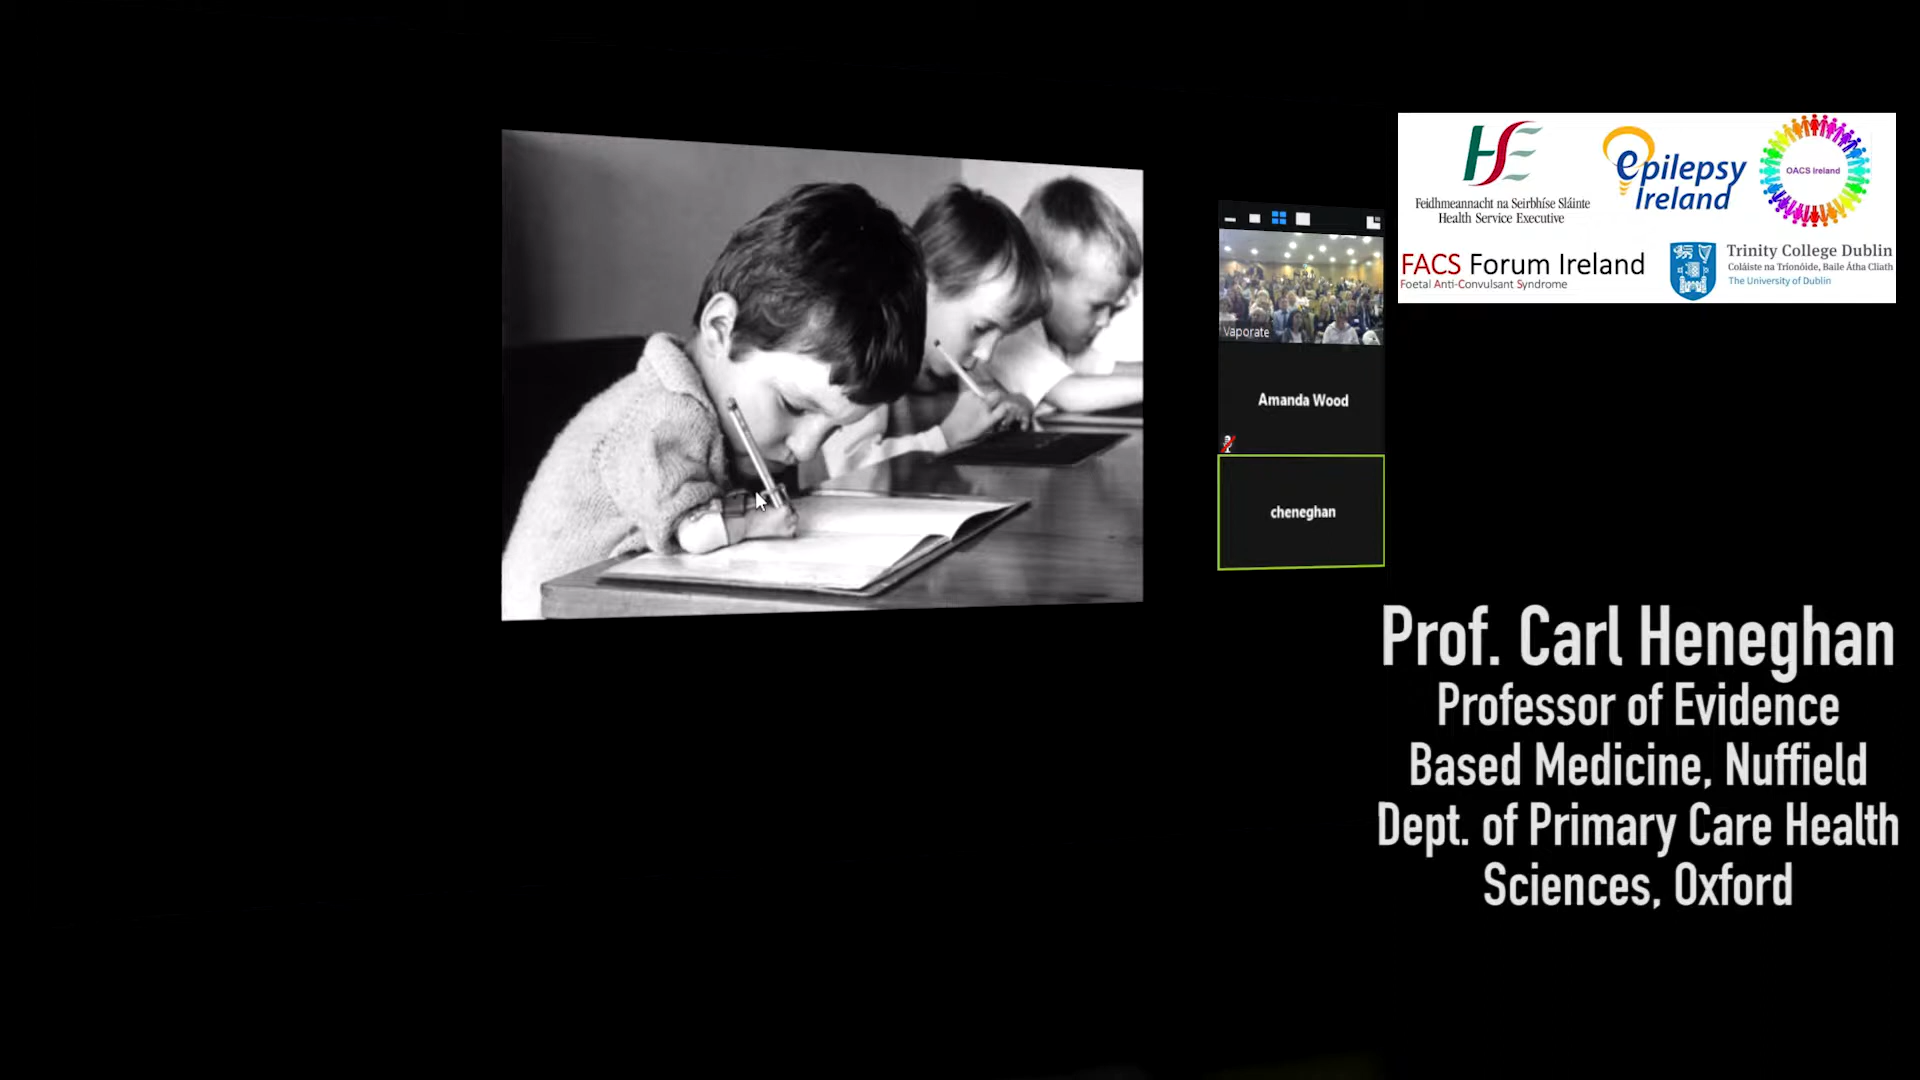 HSE
Feidhmeannacht na Seirbhíse Sláinte
Health Service Executive
epilepsy
Ireland
OACS Ireland
FACS Forum Ireland
Foetal Anti-Convulsant Syndrome
Trinity College Dublin
Coláiste na Tríonóide, Baile Átha Cliath
The University of Dublin
Vaporate
Amanda Wood
cheneghan
Prof. Carl Heneghan
Professor of Evidence
Based Medicine, Nuffield
Dept. of Primary Care Health
Sciences, Oxford